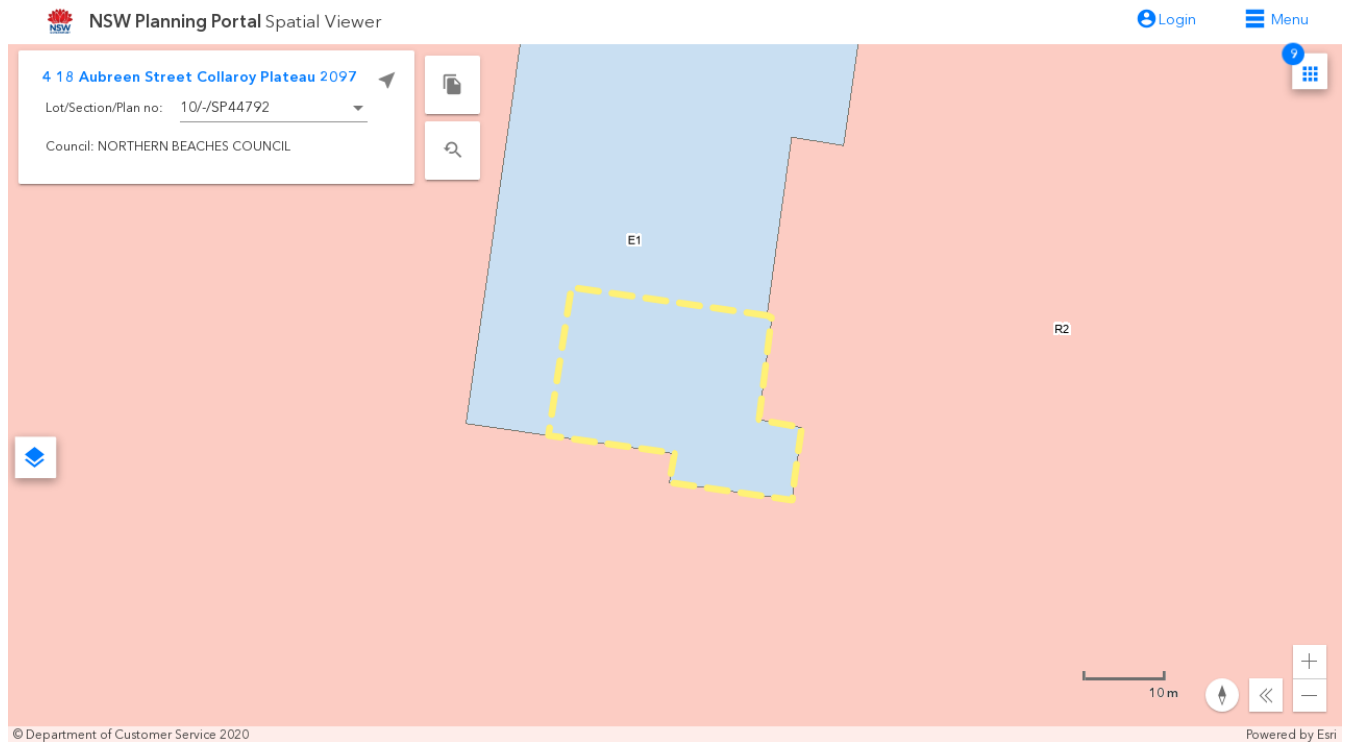 NSW
NSW Planning Portal Spatial Viewer
Login
Menu
4 18 Aubreen Street Collaroy Plateau 2097
Lot/Section/Plan no: 10/-/SP44792
Council: NORTHERN BEACHES COUNCIL
9
E1
R2
10 m
© Department of Customer Service 2020
Powered by Esri